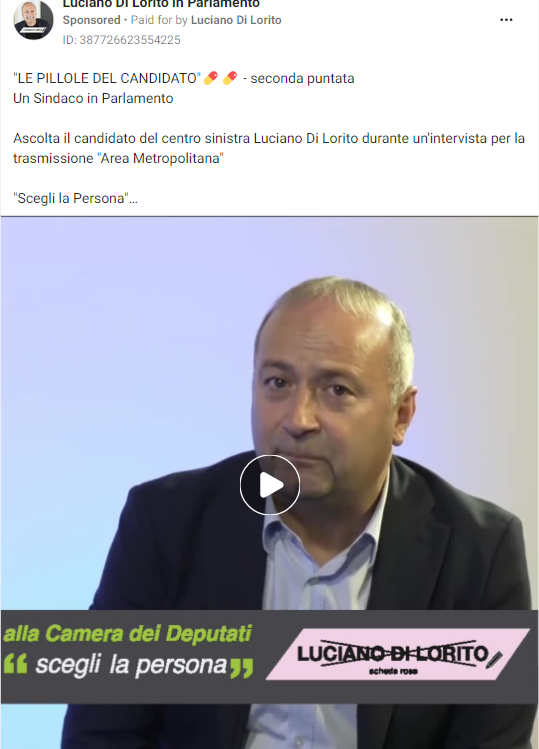 Luciano Di Lorito in Parlamento
Sponsored • Paid for by Luciano Di Lorito
ID: 387726623554225
"LE PILLOLE DEL CANDIDATO"💊💊 - seconda puntata
Un Sindaco in Parlamento
Ascolta il candidato del centro sinistra Luciano Di Lorito durante un'intervista per la
trasmissione "Area Metropolitana"
"Scegli la Persona"...
alla Camera dei Deputati
“scegli la persona”
LUCIANO DI LORITO
scheda rosa